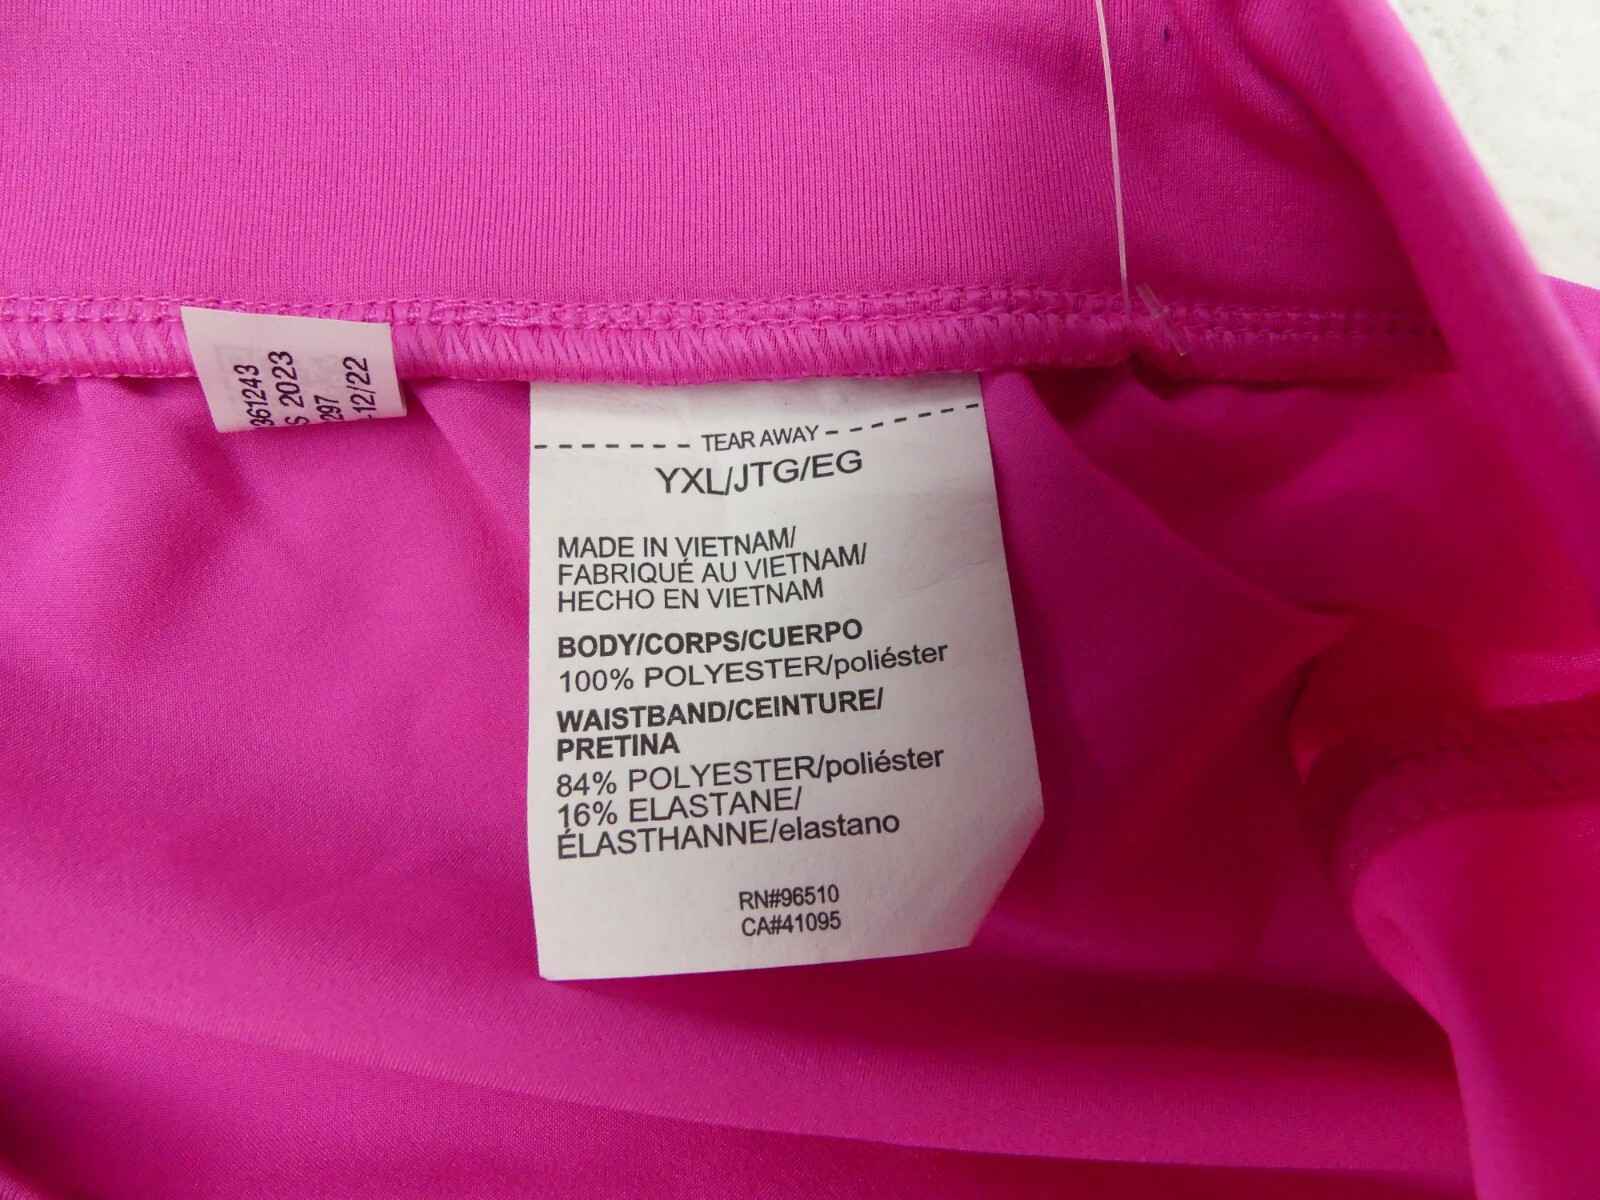 361243
S 2023
297
12/22
TEAR AWAY
YXL/JTG/EG
MADE IN VIETNAM/
FABRIQUÉ AU VIETNAM/
HECHO EN VIETNAM
BODY/CORPS/CUERPO
100% POLYESTER/poliéster
WAISTBAND/CEINTURE/
PRETINA
84% POLYESTER/poliéster
16% ELASTANE/
ÉLASTHANNE/elastano
RN#96510
CA#41095